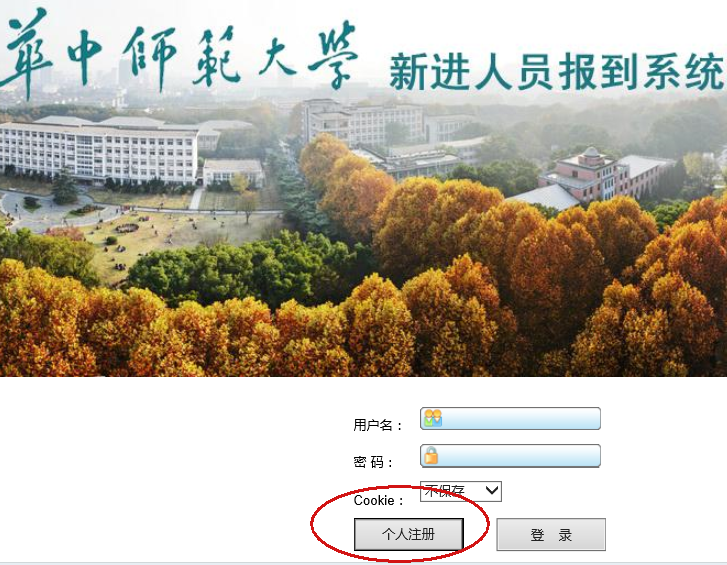 華中師範大學 新进人员报到系统
用户名：
密 码：
Cookie： 不保存
个人注册 登 录